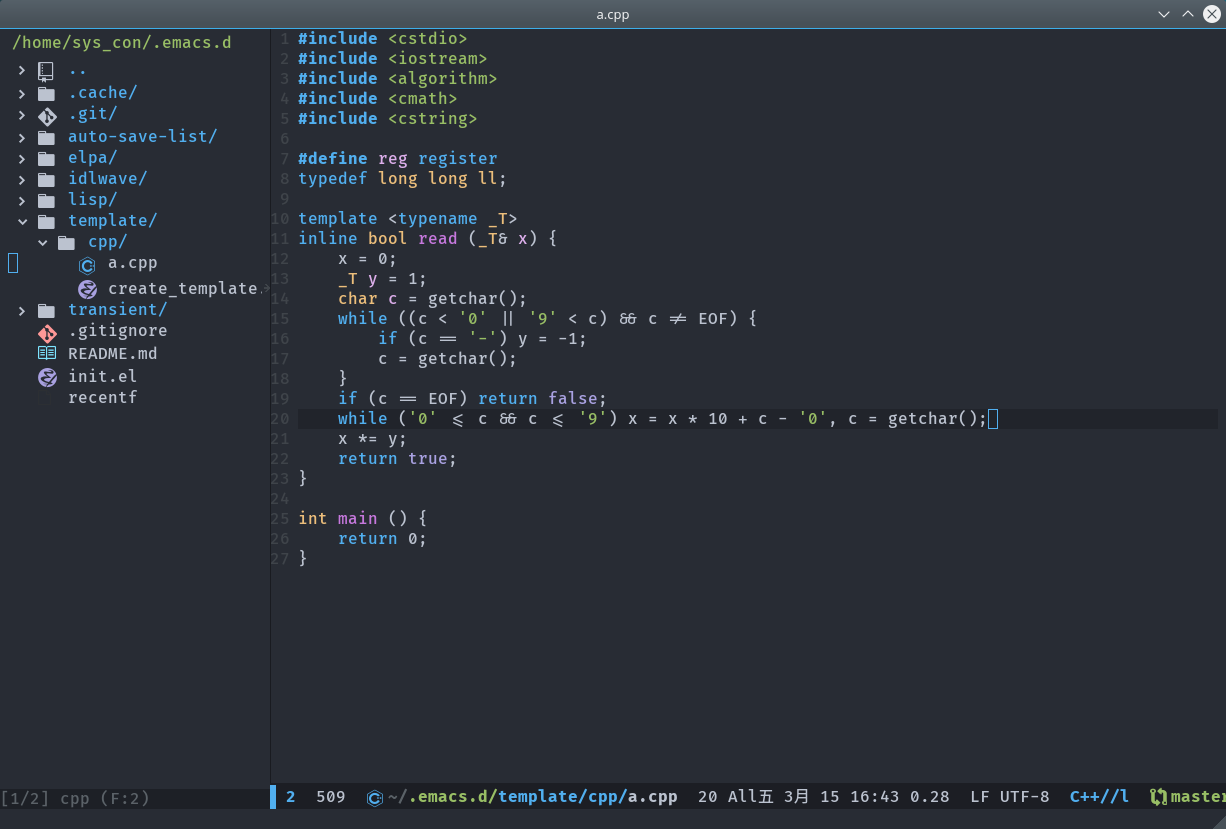 a.cpp
/home/sys_con/.emacs.d
..
.cache/
.git/
auto-save-list/
elpa/
idlwave/
lisp/
template/
cpp/
a.cpp
create_template.
transient/
.gitignore
README.md
init.el
recentf
[1/2] cpp (F:2)
1 #include <cstdio>
2 #include <iostream>
3 #include <algorithm>
4 #include <cmath>
5 #include <cstring>
6
7 #define reg register
8 typedef long long ll;
9
10 template <typename _T>
11 inline bool read (_T& x) {
12     x = 0;
13     _T y = 1;
14     char c = getchar();
15     while ((c < '0' || '9' < c) && c != EOF) {
16         if (c == '-') y = -1;
17         c = getchar();
18     }
19     if (c == EOF) return false;
20     while ('0' <= c && c <= '9') x = x * 10 + c - '0', c = getchar();
21     x *= y;
22     return true;
23 }
24
25 int main () {
26     return 0;
27 }
2 509 ~/.emacs.d/template/cpp/a.cpp 20 All五 3月 15 16:43 0.28 LF UTF-8 C++//l master